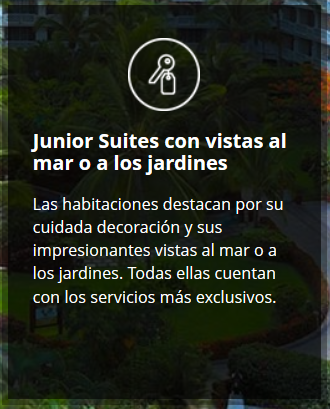 Junior Suites con vistas al
mar o a los jardines
Las habitaciones destacan por su
cuidada decoración y sus
impresionantes vistas al mar o a
los jardines. Todas ellas cuentan
con los servicios más exclusivos.